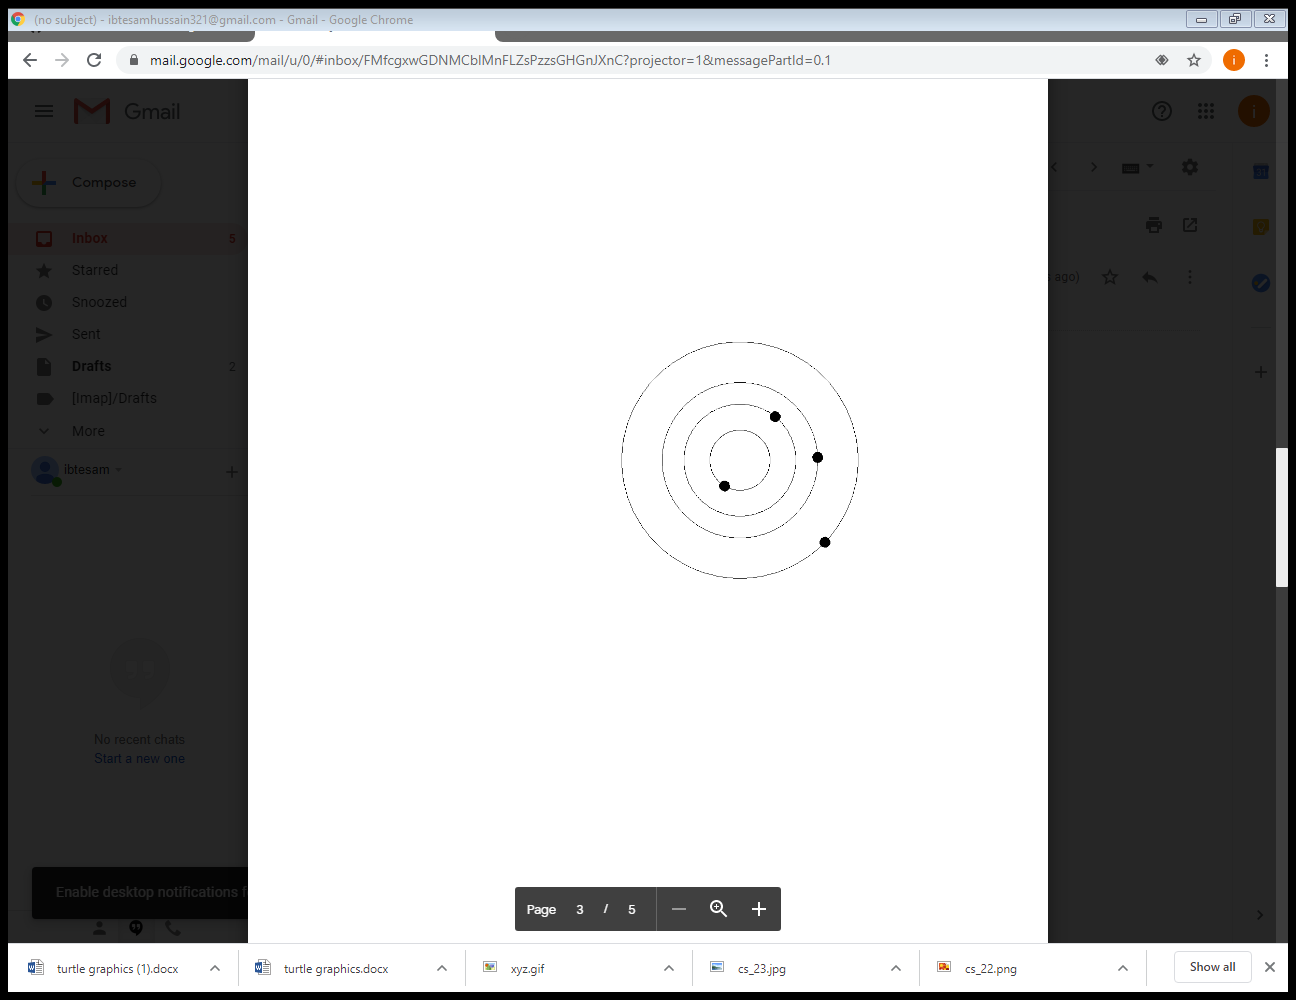 (no subject) - ibtesamhussain321@gmail.com - Gmail - Google Chrome
mail.google.com/mail/u/0/#inbox/FMfcgxwGDNMCblMnFLZsPzzsGHGnJXnC?projector=1&messagePartId=0.1
i
Gmail
i
Compose
Inbox 5
Starred
Snoozed
Sent
Drafts 2
[Imap]/Drafts
More
ibtesam
ago)
No recent chats
Start a new one
Enable desktop notifications
Page 3 / 5
turtle graphics (1).docx
turtle graphics.docx
xyz.gif
cs_23.jpg
cs_22.png
Show all